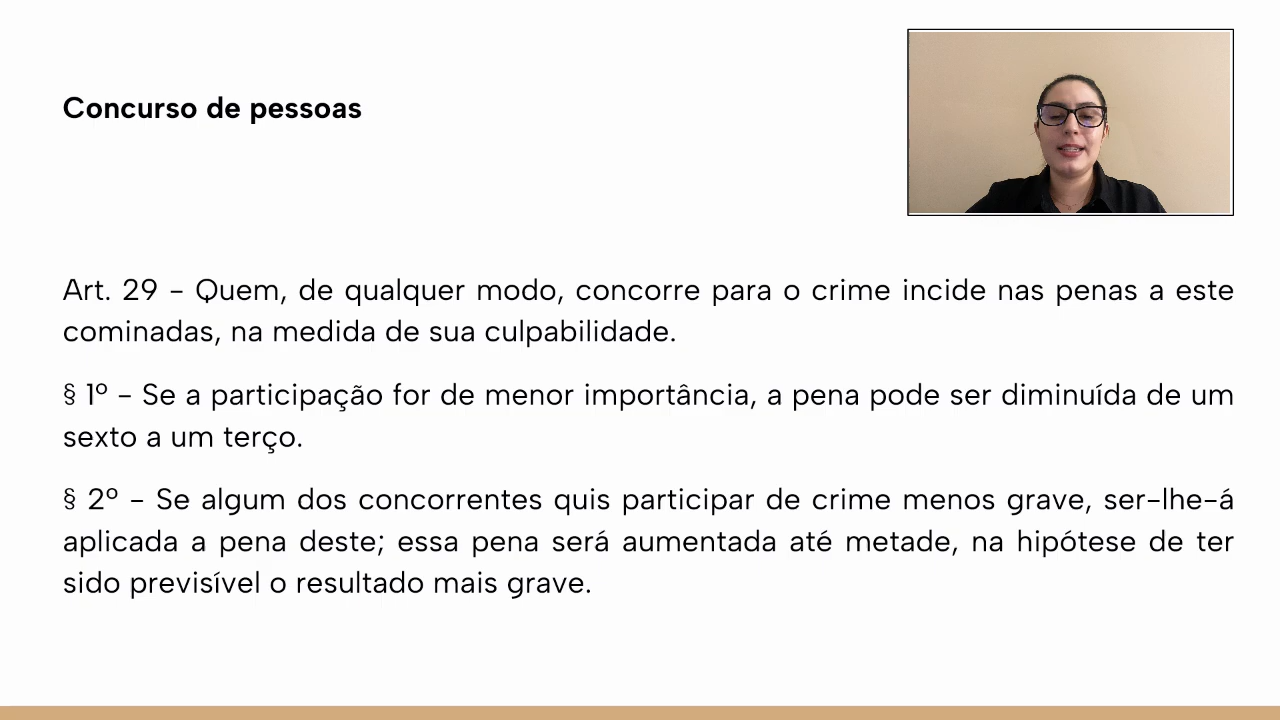 Concurso de pessoas
Art. 29 - Quem, de qualquer modo, concorre para o crime incide nas penas a este
cominadas, na medida de sua culpabilidade.
§ 1º - Se a participação for de menor importância, a pena pode ser diminuída de um
sexto a um terço.
§ 2º - Se algum dos concorrentes quis participar de crime menos grave, ser-lhe-á
aplicada a pena deste; essa pena será aumentada até metade, na hipótese de ter
sido previsível o resultado mais grave.